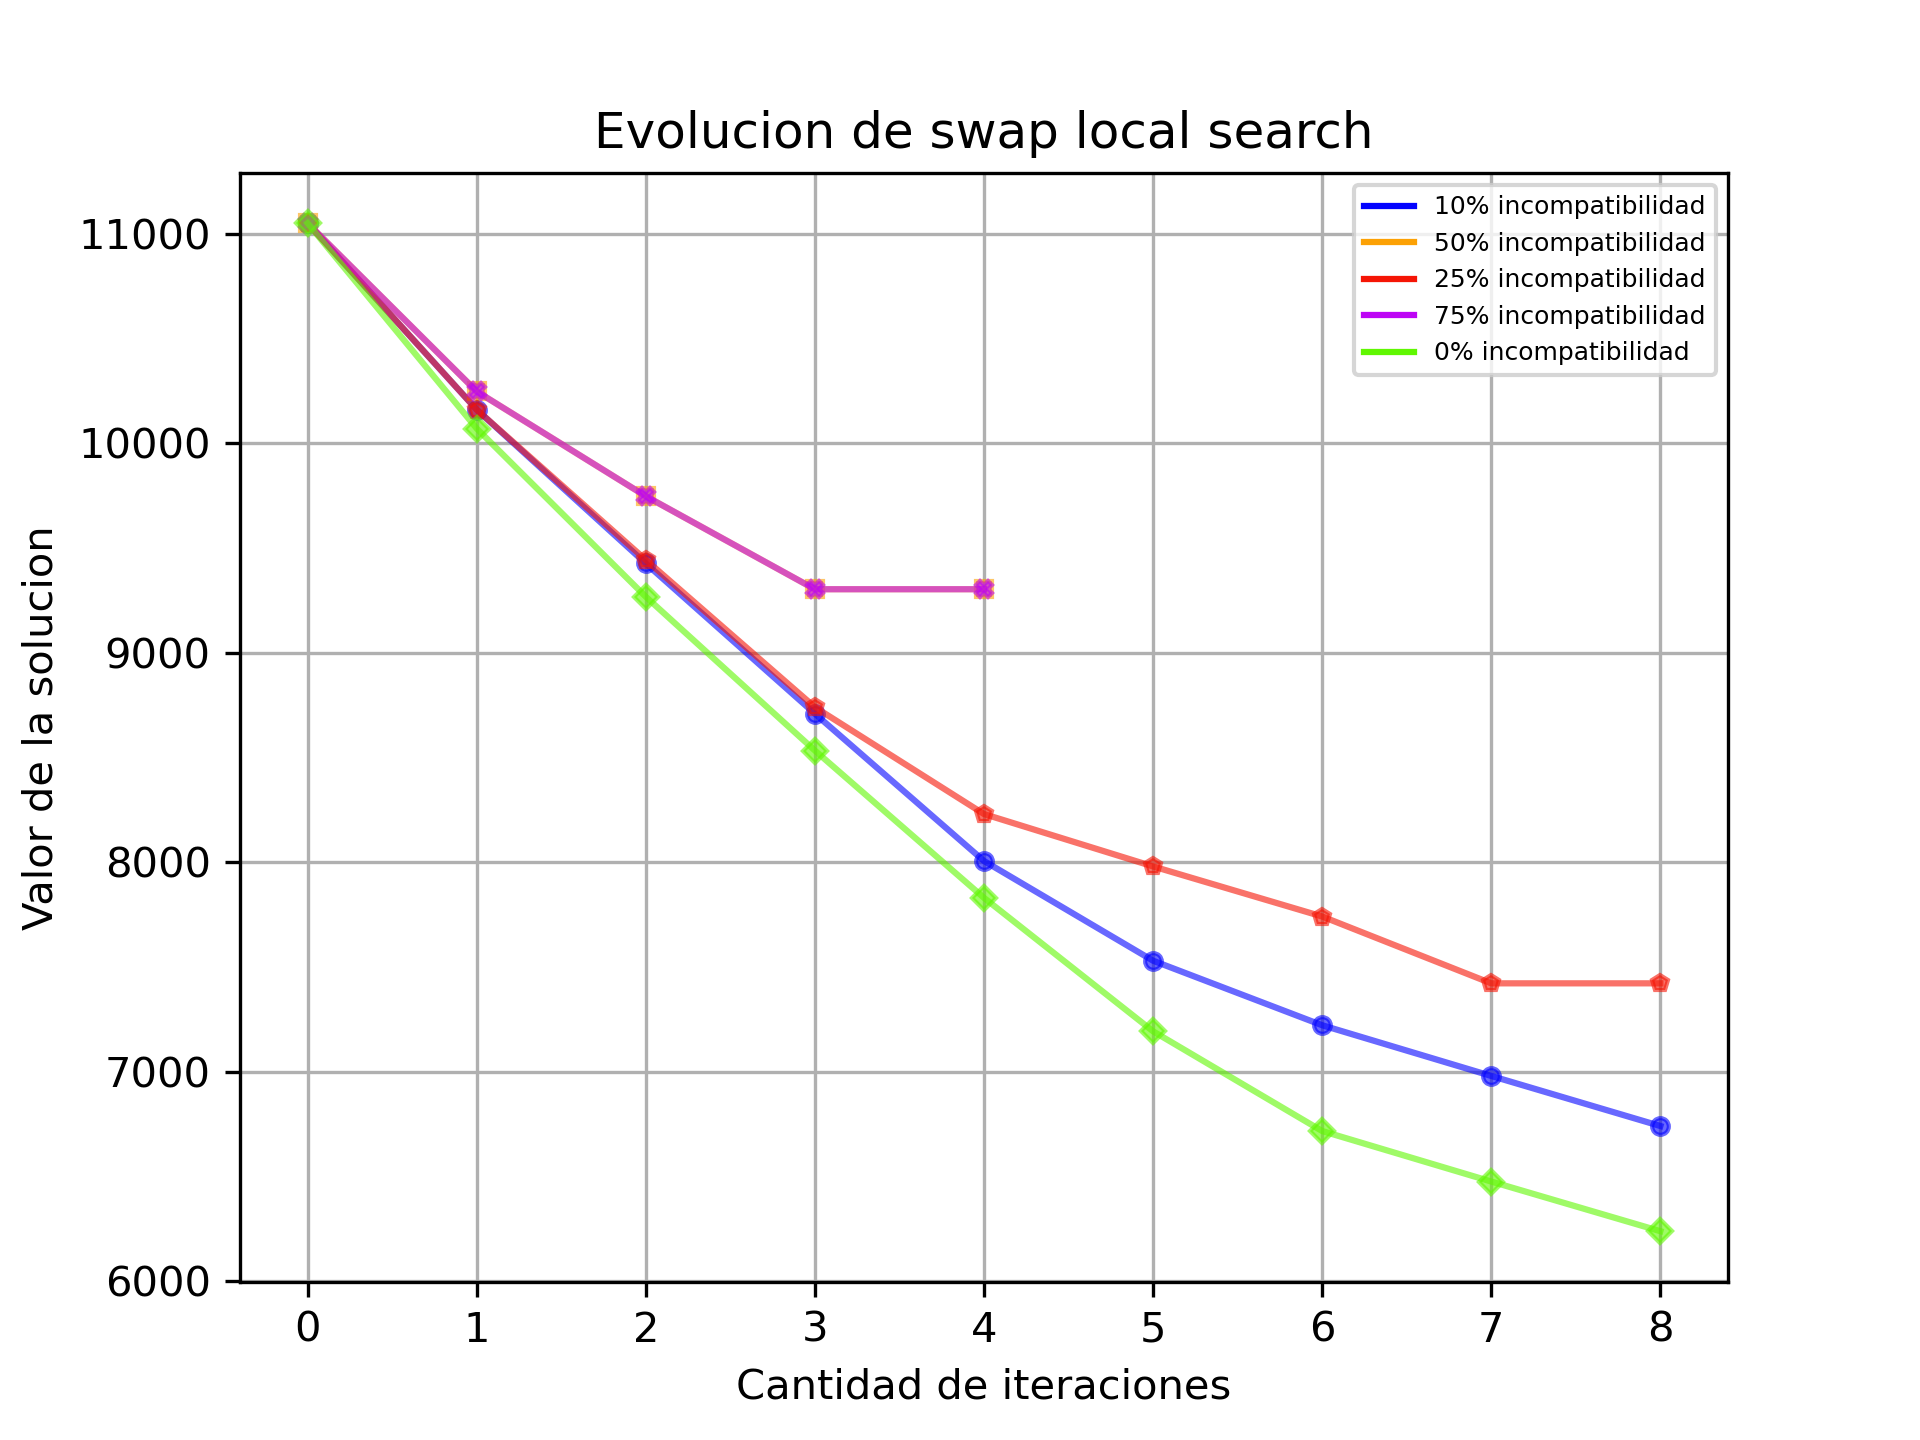 Evolucion de swap local search
10% incompatibilidad
50% incompatibilidad
25% incompatibilidad
75% incompatibilidad
0% incompatibilidad
Valor de la solucion
11000
10000
9000
8000
7000
6000
0 1 2 3 4 5 6 7 8
Cantidad de iteraciones